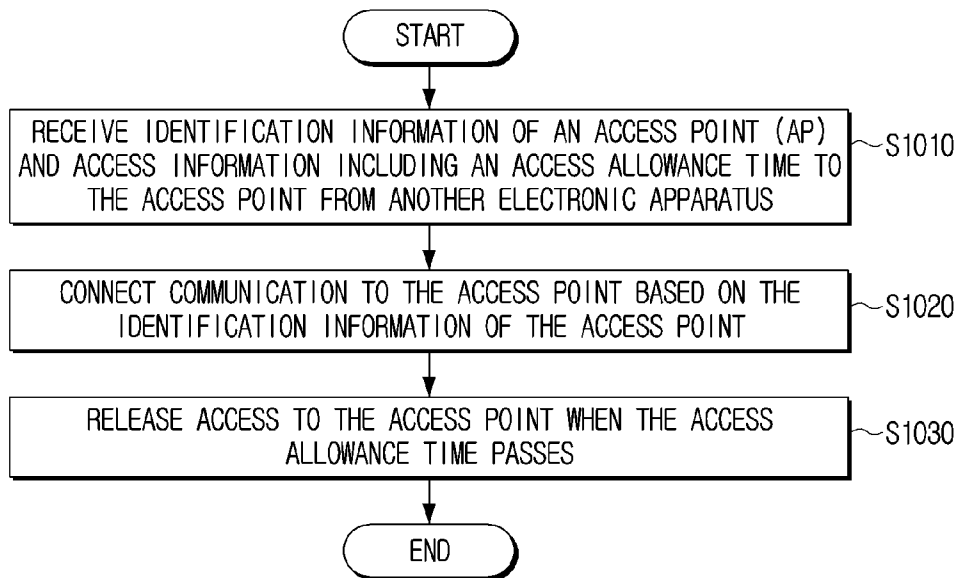 START
RECEIVE IDENTIFICATION INFORMATION OF AN ACCESS POINT (AP)
AND ACCESS INFORMATION INCLUDING AN ACCESS ALLOWANCE TIME TO
THE ACCESS POINT FROM ANOTHER ELECTRONIC APPARATUS
S1010
CONNECT COMMUNICATION TO THE ACCESS POINT BASED ON THE
IDENTIFICATION INFORMATION OF THE ACCESS POINT
S1020
RELEASE ACCESS TO THE ACCESS POINT WHEN THE ACCESS
ALLOWANCE TIME PASSES
S1030
END